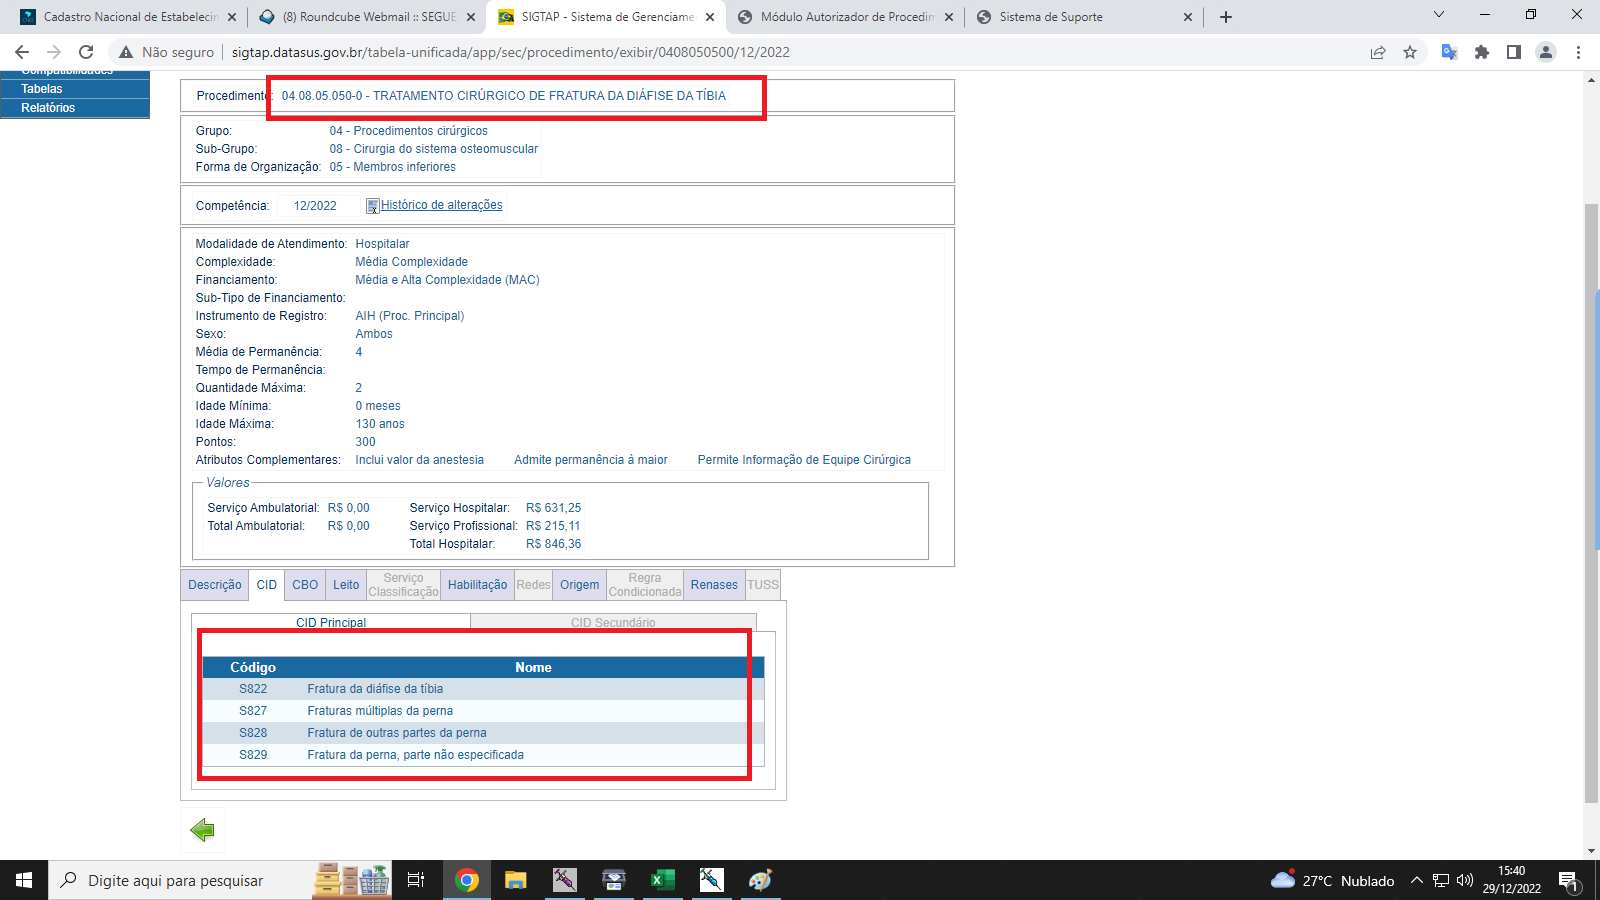 Cadastro Nacional de Estabelecin
(8) Roundcube Webmail :: SEGUE
SIGTAP - Sistema de Gerenciame
Módulo Autorizador de Procedim
Sistema de Suporte
Não seguro
sigtap.datasus.gov.br/tabela-unificada/app/sec/procedimento/exibir/0408050500/12/2022
Compatibilidades
Tabelas
Relatórios
Procedimento: 04.08.05.050-0 - TRATAMENTO CIRÚRGICO DE FRATURA DA DIÁFISE DA TÍBIA
Grupo: 04 - Procedimentos cirúrgicos
Sub-Grupo: 08 - Cirurgia do sistema osteomuscular
Forma de Organização: 05 - Membros inferiores
Competência: 12/2022 Histórico de alterações
Modalidade de Atendimento: Hospitalar
Complexidade: Média Complexidade
Financiamento: Média e Alta Complexidade (MAC)
Sub-Tipo de Financiamento:
Instrumento de Registro: AIH (Proc. Principal)
Sexo: Ambos
Média de Permanência: 4
Tempo de Permanência:
Quantidade Máxima: 2
Idade Mínima: 0 meses
Idade Máxima: 130 anos
Pontos: 300
Atributos Complementares: Inclui valor da anestesia Admite permanência à maior Permite Informação de Equipe Cirúrgica
Valores
Serviço Ambulatorial: R$ 0,00 Serviço Hospitalar: R$ 631,25
Total Ambulatorial: R$ 0,00 Serviço Profissional: R$ 215,11
Total Hospitalar: R$ 846,36
Descrição CID CBO Leito Serviço Classificação Habilitação Redes Origem Regra Condicionada Renases TUSS
CID Principal CID Secundário
Código Nome
S822 Fratura da diáfise da tíbia
S827 Fraturas múltiplas da perna
S828 Fratura de outras partes da perna
S829 Fratura da perna, parte não especificada
Digite aqui para pesquisar
27°C Nublado
15:40
29/12/2022
1